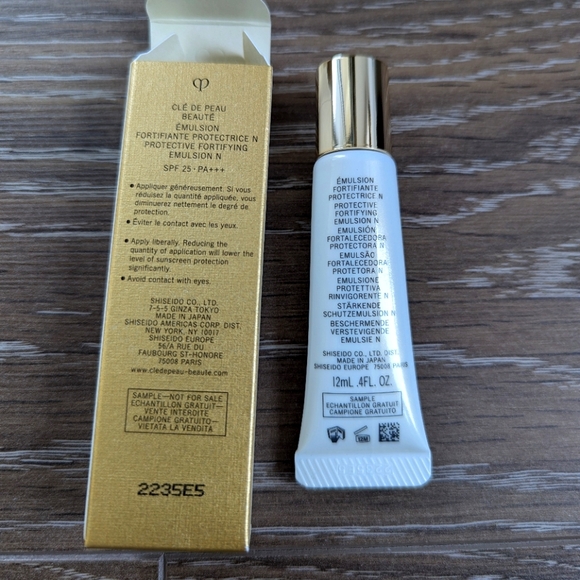 CLÉ DE PEAU
BEAUTÉ
ÉMULSION
FORTIFIANTE PROTECTRICE N
PROTECTIVE FORTIFYING
EMULSION N
SPF 25・PA+++
● Appliquer généreusement. Si vous
réduisez la quantité appliquée, vous
diminuerez nettement le degré de
protection.
● Éviter le contact avec les yeux.
● Apply liberally. Reducing the
quantity of application will lower the
level of sunscreen protection
significantly.
● Avoid contact with eyes.
SHISEIDO CO., LTD.
7-5-5 GINZA TOKYO
MADE IN JAPAN
SHISEIDO AMERICAS CORP. DIST.
NEW YORK, NY 10017
SHISEIDO EUROPE
56/A RUE DU
FAUBOURG ST-HONORE
75008 PARIS
www.cledepeau-beaute.com
SAMPLE—NOT FOR SALE
ECHANTILLON GRATUIT—
VENTE INTERDITE
CAMPIONE GRATUITO—
VIETATA LA VENDITA
2235E5
ÉMULSION
FORTIFIANTE
PROTECTRICE N
PROTECTIVE
FORTIFYING
EMULSION N
EMULSIÓN
FORTALECEDORA
PROTECTORA N
EMULSÃO
FORTALECEDORA
PROTETORA N
EMULSIONE
PROTETTIVA
RINVIGORENTE N
STÄRKENDE
SCHUTZEMULSION N
BESCHERMENDE
VERSTEVIGENDE
EMULSIE N
SHISEIDO CO., LTD. DIST.
MADE IN JAPAN
SHISEIDO EUROPE 75008 PARIS
12mL .4FL. OZ.
SAMPLE
ECHANTILLON GRATUIT
CAMPIONE GRATUITO
12M